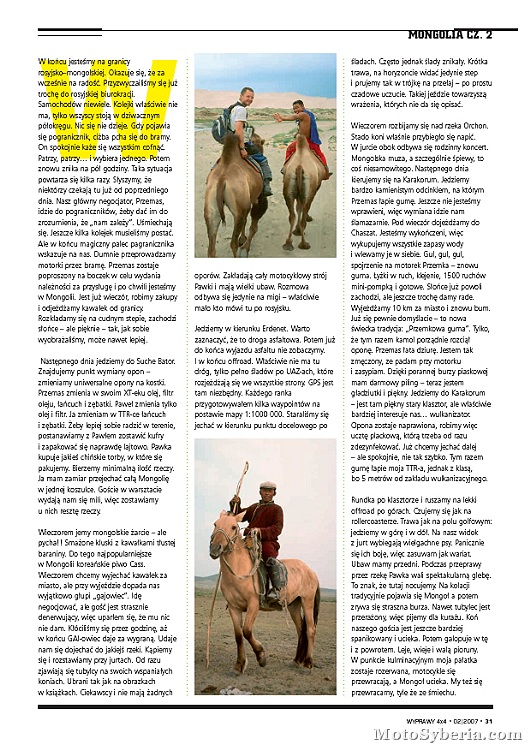 MONGOLIA CZ. 2
W końcu jesteśmy na granicy
rosyjsko–mongolskiej. Okazuje się, że za
wcześnie na radość. Przyzwyczailiśmy się już
trochę do rosyjskiej biurokracji.
Samochodów niewiele. Kolejki właściwie nie
ma, tylko wszyscy stoją w dziwacznym
półokręgu. Nic się nie dzieje. Gdy pojawia
się pogranicznik, ciżba pcha się do bramy.
On spokojnie każe się wszystkim cofnąć.
Patrzy, patrzy... i wybiera jednego. Potem
znowu znika na pół godziny. Taka sytuacja
powtarza się kilka razy. Słyszemy, że
niektórzy czekają tu już od poprzedniego
dnia. Nasz główny negocjator, Przemas,
idzie do pograniczników, żeby dać im do
zrozumienia, że „nam zależy". Uśmiechają
się. Jeszcze kilka kolejek musieliśmy postać.
Ale w końcu magiczny palec pagranicznika
wskazuje na nas. Dumnie przeprowadzamy
motorki przez bramę. Przemas zostaje
poproszony na boczek w celu wydania
należności za przysługę i po chwili jesteśmy
w Mongolii. Jest już wieczór, robimy zakupy
i odjeżdżamy kawałek od granicy.
Rozkładamy się na cudnym stepie, zachodzi
słońce – ale pięknie – tak, jak sobie
wyobrażaliśmy, może nawet lepiej.
Następnego dnia jedziemy do Suche Bator.
Znajdujemy punkt wymiany opon –
zmieniamy universalne opony na kostki.
Przemas zmienia w swoim XT-eku olej, filtr
oleju, łańcuch i zębatki. Paweł zmienia tylko
olej i filtr. Ja zmieniam w TTR-ce łańcuch
i zębatki. Żeby lepiej sobie radzić w terenie,
postanawiamy z Pawłem zostawić kufry
i zapakować się naprawdę lajtowo. Pawka
kupuje jakieś chińskie torby, w które się
pakujemy. Bierzemy minimalną ilość rzeczy.
Ja mam zamiar przejechać całą Mongolię
w jednej koszulce. Goście w warsztacie
wydają nam się mili, więc zostawiamy
u nich resztę rzeczy.
Wieczorem jemy mongolskie żarcie – ale
pycha! ! Smażone kluski z kawałkami tłustej
baraniny. Do tego najpopularniejsze
w Mongolii koreańskie piwo Cass.
Wieczorem chcemy wyjechać kawałek za
miasto, ale przy wyjeździe dopada nas
wyjątkowo głupi „gajowiec". Idę
negocjować, ale gość jest strasznie
denerwujący, więc uparłem się, że mu nic
nie dam. Kłóciliśmy się przez godzinę, aż
w końcu GAI-owiec daje za wygraną. Udaje
nam się dojechać do jakiejś rzeki. Kąpiemy
się i rozstawiamy przy jurtach. Od razu
zjawiają się tubylcy na swoich wspaniałych
koniach. Ubrani tak jak na obrazkach
w książkach. Ciekawscy i nie mają żadnych
oporów. Zakładają cały motocyklowy strój
Pawki i mają wielki ubaw. Rozmowa
odbywa się jedynie na migi – właściwie
mało kto mówi tu po rosyjsku.
Jedziemy w kierunku Erdenet. Warto
zaznaczyć, że to droga asfaltowa. Potem już
do końca wyjazdu asfaltu nie zobaczymy.
I w końcu offroad. Właściwie nie ma tu
dróg, tylko pełno śladów po UAZ-ach, które
rozjeżdżają się we wszystkie strony. GPS jest
tam niezbędny. Każdego ranka
przygotowywałem kilka waypointów na
postawie mapy 1:1000 000. Staraliśmy się
jechać w kierunku punktu docelowego po
śladach. Często jednak ślady znikały. Krótka
trawa, na horyzoncie widać jedynie step
i prujemy tak w trójkę na przełaj – po prostu
czadowe uczucie. Takiej jeździe towarzyszą
wrażenia, których nie da się opisać.
Wieczorem rozbijamy się nad rzeka Orchon.
Stado koni właśnie przybiegło się napić.
W jurcie obok odbywa się rodzinny koncert.
Mongolska muza, a szczególnie śpiewy, to
coś niesamowitego. Następnego dnia
kierujemy się na Karakorum. Jedziemy
bardzo kamienistym odcinkiem, na którym
Przemas łapie gumę. Jeszcze nie jesteśmy
wprawieni, więc wymiana idzie nam
ślamazarnie. Pod wieczór dojeżdżamy do
Chaszat. Jesteśmy wykończeni, więc
wykupujemy wszystkie zapasy wody
i wlewamy je w siebie. Gul, gul, gul,
spojrzenie na motorek Przemka – znowu
guma. Łyżki w ruch, klejenie, 1500 ruchów
mini-pompką i gotowe. Słońce już powoli
zachodzi, ale jeszcze trochę damy rade.
Wyjeżdżamy 10 km za miasto i znowu bum.
Już się pewnie domyślacie – to nowa
świecka tradycja: „Przemkowa guma". Tylko,
że tym razem kamol porządnie rozciął
oponę. Przemas łata dziurę. Jestem tak
zmęczony, że padam przy motorku
i zasypiam. Dzięki porannej burzy piaskowej
mam darmowy piling – teraz jestem
gładziutki i piękny. Jedziemy do Karakorum
– jest tam piękny stary klasztor, ale właściwie
bardziej interesuje nas... wulkanizator.
Opona zostaje naprawiona, robimy więc
ucztę plackową, którą trzeba od razu
zdezynfekować. Już chcemy jechać dalej
– ale spokojnie, nie tak szybko. Tym razem
gumę łapie moja TTR-a, jednak z klasą,
bo 5 metrów od zakładu wulkanizacyjnego.
Rundka po klasztorze i ruszamy na lekki
offroad po górach. Czujemy się jak na
rollercoasterze. Trawa jak na polu golfowym:
jedziemy w górę i w dół. Na nasz widok
z jurt wybiegają wielgachne psy. Panicznie
się ich boję, więc zasuwam jak wariat.
Ubaw mamy przedni. Podczas przeprawy
przez rzekę Pawka wali spektakularną glebę.
To znak, że tutaj nocujemy. Na kolacji
tradycyjnie pojawia się Mongoł a potem
zrywa się straszna burza. Nawet tubylec jest
przerażony, więc pijemy dla kurażu. Koń
naszego gościa jest jeszcze bardziej
spanikowany i ucieka. Potem galopuje w tę
i z powrotem. Leje, wieje i walą pioruny.
W punkcie kulminacyjnym moja pałatka
zostaje rozerwana, motocykle się
przewracają, a Mongoł ucieka. My też się
przewracamy, tyle że ze śmiechu.
WYPRAWY 4x4 • 02|2007 • 31
MotoSyberia.com